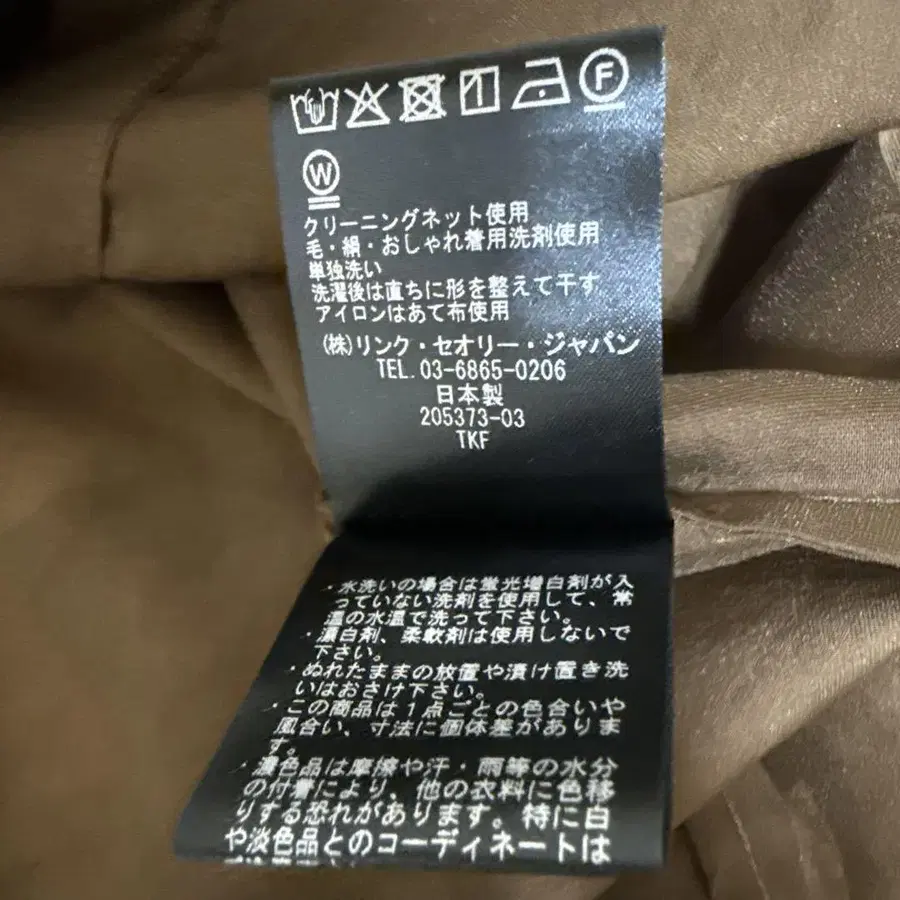 F
W
クリーニングネット使用
毛・絹・おしゃれ着用洗剤使用
単独洗い
洗濯後は直ちに形を整えて干す
アイロンはあて布使用
(株)リンク・セオリー・ジャパン
TEL.03-6865-0206
日本製
205373-03
TKF
・水洗いの場合は蛍光増白剤が入
っていない洗剤を使用して、常
温の水温で洗って下さい。
・漂白剤、柔軟剤は使用しないで
下さい。
・ぬれたままの放置や漬け置き洗
いはおさけ下さい。
・この商品は1点ごとの色合いや
風合い、寸法に個体差がありま
す。
・濃色品は摩擦や汗・雨等の水分
の付着により、他の衣料に色移
りする恐れがあります。特に白
や淡色品とのコーディネートは